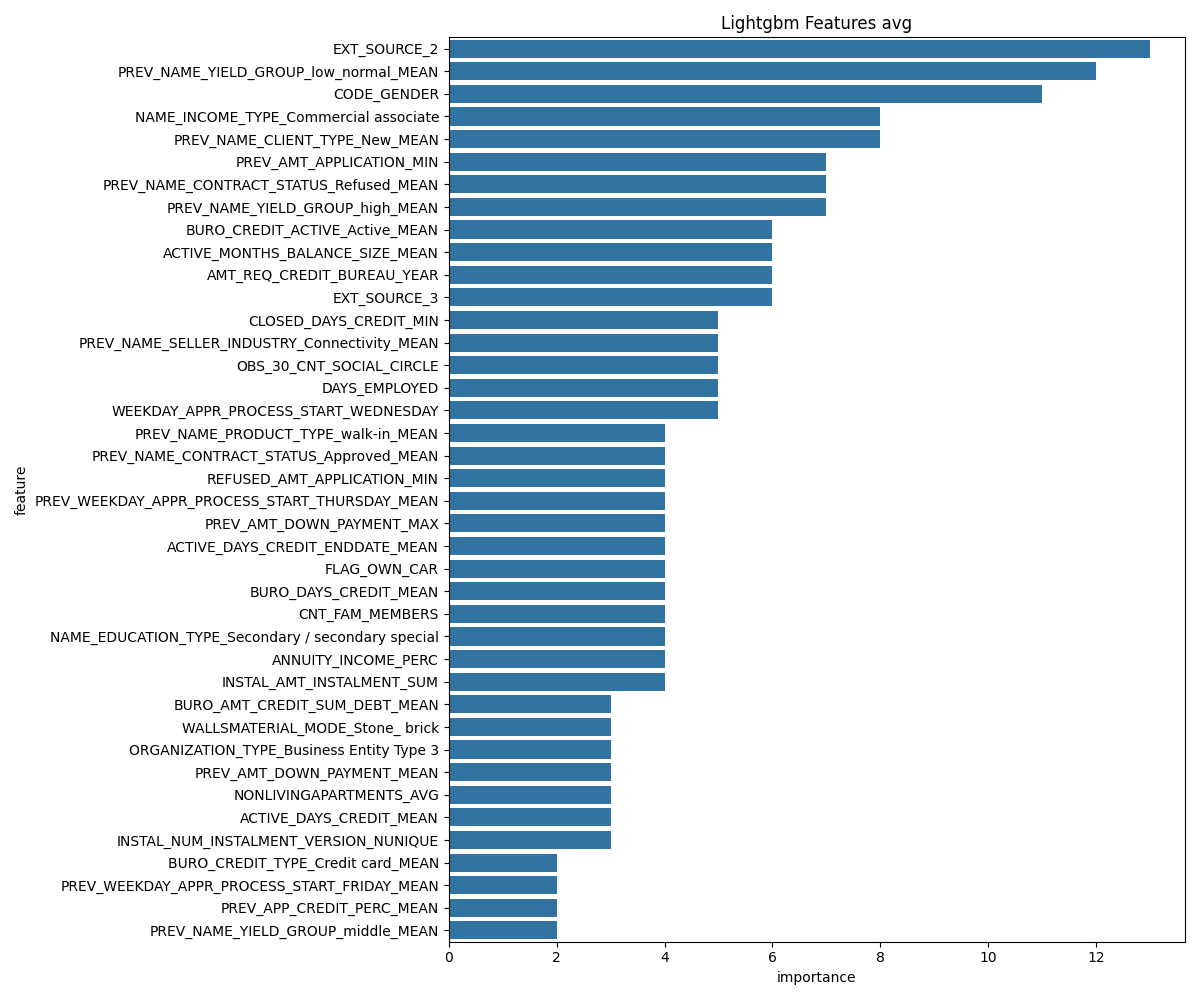 Lightgbm Features avg
EXT_SOURCE_2
PREV_NAME_YIELD_GROUP_low_normal_MEAN
CODE_GENDER
NAME_INCOME_TYPE_Commercial associate
PREV_NAME_CLIENT_TYPE_New_MEAN
PREV_AMT_APPLICATION_MIN
PREV_NAME_CONTRACT_STATUS_Refused_MEAN
PREV_NAME_YIELD_GROUP_high_MEAN
BURO_CREDIT_ACTIVE_Active_MEAN
ACTIVE_MONTHS_BALANCE_SIZE_MEAN
AMT_REQ_CREDIT_BUREAU_YEAR
EXT_SOURCE_3
CLOSED_DAYS_CREDIT_MIN
PREV_NAME_SELLER_INDUSTRY_Connectivity_MEAN
OBS_30_CNT_SOCIAL_CIRCLE
DAYS_EMPLOYED
WEEKDAY_APPR_PROCESS_START_WEDNESDAY
PREV_NAME_PRODUCT_TYPE_walk-in_MEAN
PREV_NAME_CONTRACT_STATUS_Approved_MEAN
REFUSED_AMT_APPLICATION_MIN
PREV_WEEKDAY_APPR_PROCESS_START_THURSDAY_MEAN
PREV_AMT_DOWN_PAYMENT_MAX
ACTIVE_DAYS_CREDIT_ENDDATE_MEAN
FLAG_OWN_CAR
BURO_DAYS_CREDIT_MEAN
CNT_FAM_MEMBERS
NAME_EDUCATION_TYPE_Secondary / secondary special
ANNUITY_INCOME_PERC
INSTAL_AMT_INSTALMENT_SUM
BURO_AMT_CREDIT_SUM_DEBT_MEAN
WALLSMATERIAL_MODE_Stone_ brick
ORGANIZATION_TYPE_Business Entity Type 3
PREV_AMT_DOWN_PAYMENT_MEAN
NONLIVINGAPARTMENTS_AVG
ACTIVE_DAYS_CREDIT_MEAN
INSTAL_NUM_INSTALMENT_VERSION_NUNIQUE
BURO_CREDIT_TYPE_Credit card_MEAN
PREV_WEEKDAY_APPR_PROCESS_START_FRIDAY_MEAN
PREV_APP_CREDIT_PERC_MEAN
PREV_NAME_YIELD_GROUP_middle_MEAN
feature
0 2 4 6 8 10 12
importance